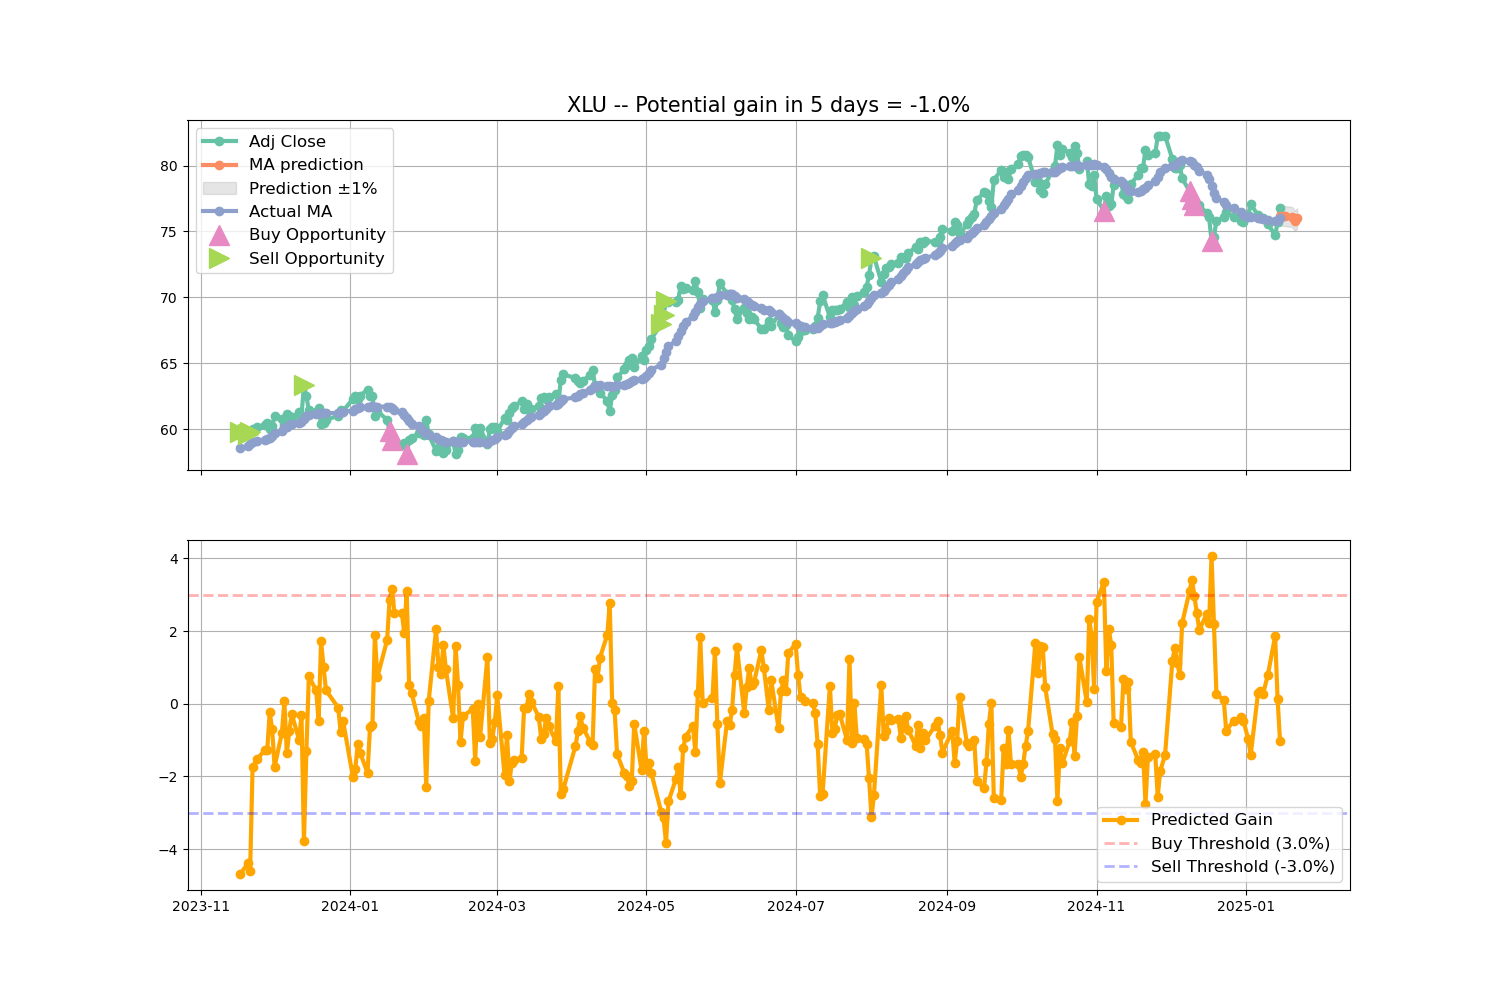 XLU -- Potential gain in 5 days = -1.0%
Adj Close
MA prediction
Prediction ±1%
Actual MA
Buy Opportunity
Sell Opportunity
80
75
70
65
60
4
2
0
−2
−4
Predicted Gain
Buy Threshold (3.0%)
Sell Threshold (-3.0%)
2023-11 2024-01 2024-03 2024-05 2024-07 2024-09 2024-11 2025-01